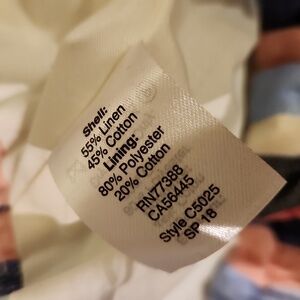 Shell:
55% Linen
45% Cotton
Lining:
80% Polyester
20% Cotton
RN77388
CA56445
Style C5025
SP 18